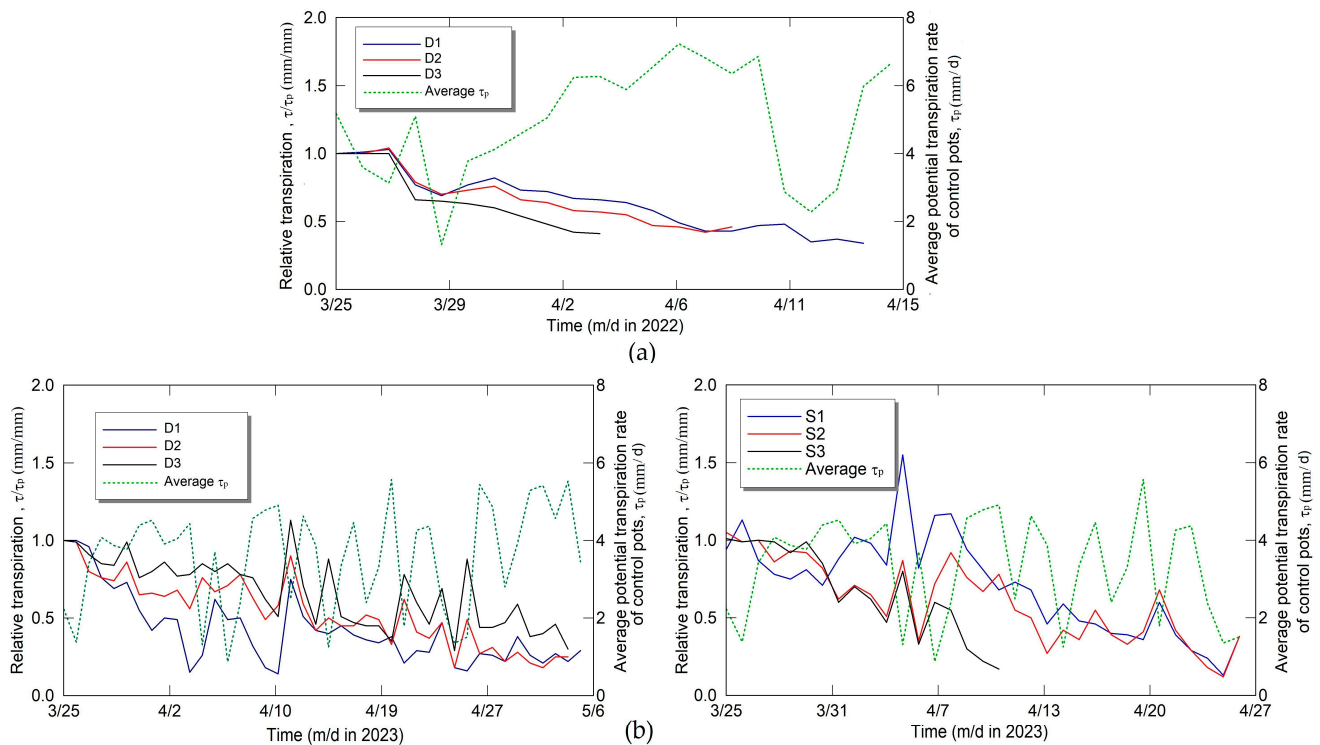 2.0
1.5
1.0
0.5
0.0
Relative transpiration , τ/τp (mm/mm)
D1
D2
D3
Average τp
8
6
4
2
0
Average potential transpiration rate
of control pots, τp (mm/d)
3/25
3/29
4/2
4/6
4/11
4/15
Time (m/d in 2022)
(a)
2.0
1.5
1.0
0.5
0.0
Relative transpiration , τ/τp (mm/mm)
D1
D2
D3
Average τp
8
6
4
2
0
Average potential transpiration rate
of control pots, τp (mm/d)
3/25
4/2
4/10
4/19
4/27
5/6
Time (m/d in 2023)
(b)
2.0
1.5
1.0
0.5
0.0
Relative transpiration , τ/τp (mm/mm)
S1
S2
S3
Average τp
8
6
4
2
0
Average potential transpiration rate
of control pots, τp (mm/d)
3/25
3/31
4/7
4/13
4/20
4/27
Time (m/d in 2023)